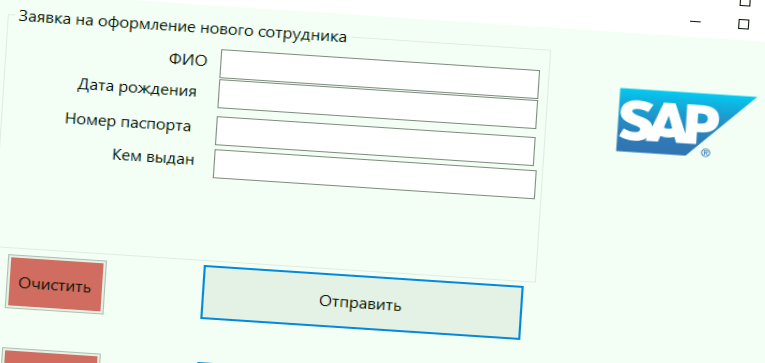 Заявка на оформление нового сотрудника
ФИО
Дата рождения
Номер паспорта
Кем выдан
SAP®
Очистить
Отправить